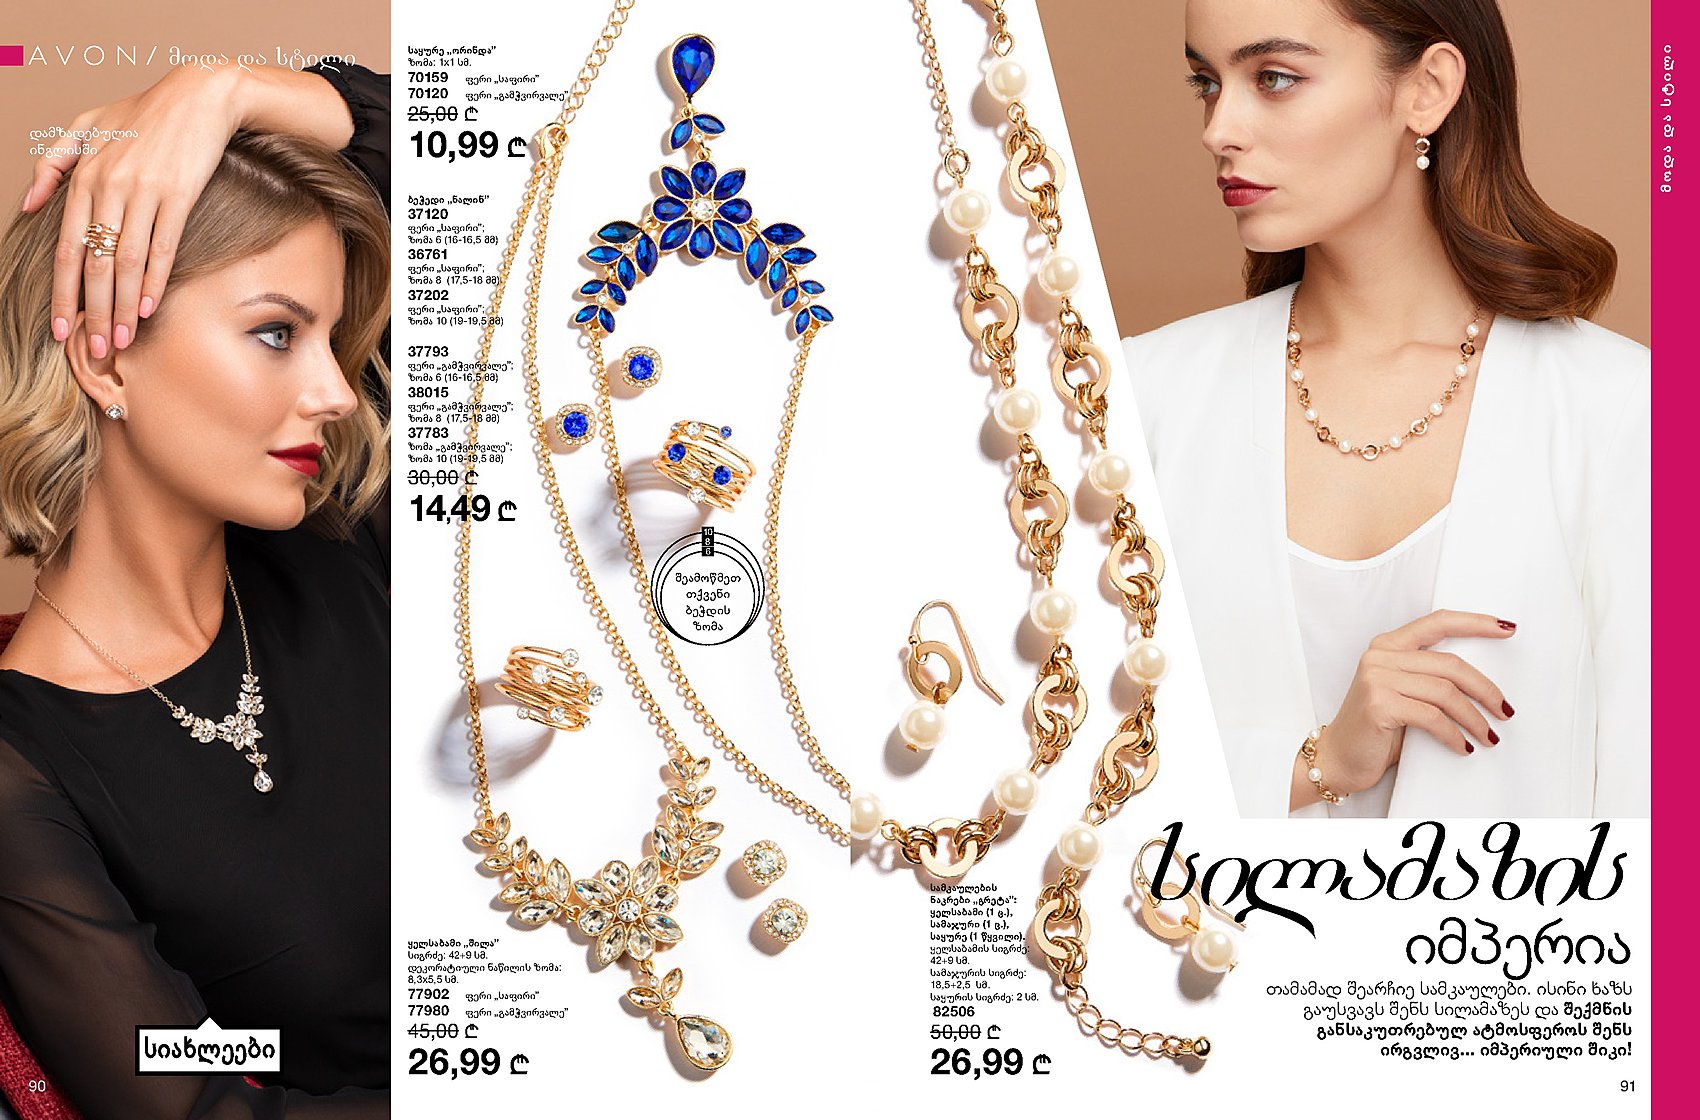 AVON/ მოდა და სტილი
დამზადებულია
ინგლისში
სიახლეები
90
საყურე „ორინდა”
ზომა: 1x1 სმ.
70159 ფერი „საფირი”
70120 ფერი „გამჭვირვალე”
25,00 ₾
10,99 ₾
ბეჭედი „ნალინ”
37120
ფერი „საფირი”;
ზომა 6 (16-16,5 მმ)
36761
ფერი „საფირი”;
ზომა 8 (17,5-18 მმ)
37202
ფერი „საფირი”;
ზომა 10 (19-19,5 მმ)
37793
ფერი „გამჭვირვალე”;
ზომა 6 (16-16,5 მმ)
38015
ფერი „გამჭვირვალე”;
ზომა 8 (17,5-18 მმ)
37783
ზომა „გამჭვირვალე”;
ზომა 10 (19-19,5 მმ)
30,00 ₾
14,49 ₾
10
8
6
შეამოწმეთ
თქვენი
ბეჭდის
ზომა
ყელსაბამი „შილა”
სიგრძე: 42+9 სმ.
დეკორატიული ნაწილის ზომა:
8,3x5,5 სმ.
77902 ფერი „საფირი”
77980 ფერი „გამჭვირვალე”
45,00 ₾
26,99 ₾
სამკაულების
ნაკრები „გრეტა”:
ყელსაბამი (1 ც.),
სამაჯური (1 ც.),
საყურე (1 წყვილი).
ყელსაბამის სიგრძე:
42+9 სმ.
სამაჯურის სიგრძე:
18,5+2,5 სმ.
საყურის სიგრძე: 2 სმ.
82506
50,00 ₾
26,99 ₾
სილამაზის
იმპერია
თამამად შეარჩიე სამკაულები. ისინი ხაზს
გაუსვავს შენს სილამაზეს და შექმნის
განსაკუთრებულ ატმოსფეროს შენს
ირგვლივ... იმპერიული შიკი!
91
მოდა და სტილი